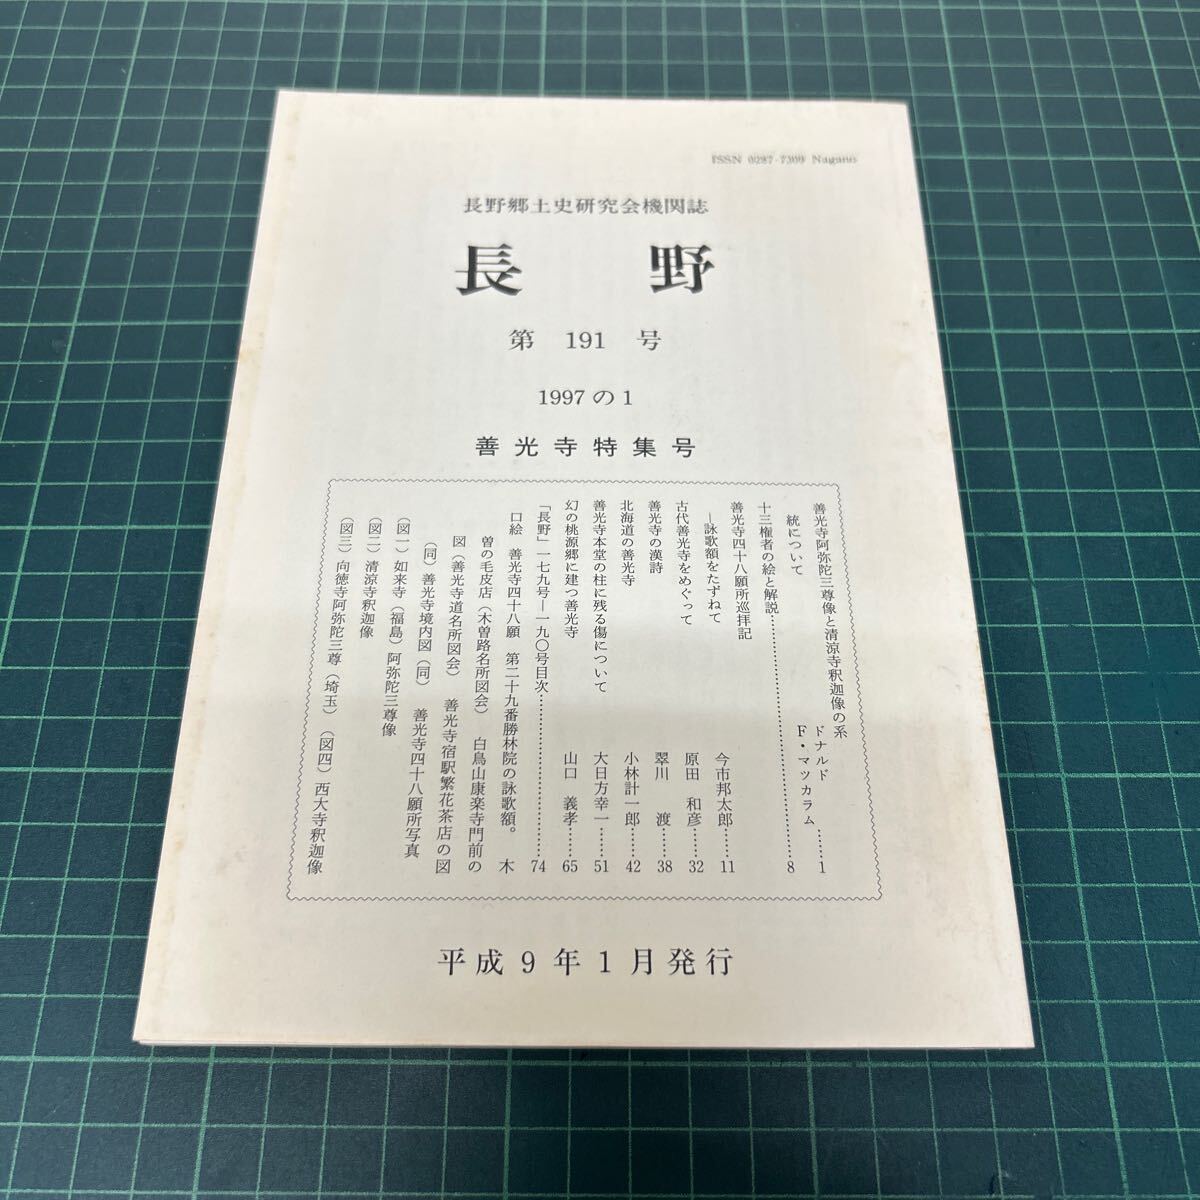 ISSN 0287-7309 Nagano
長野郷土史研究会機関誌
長野
第 191 号
1997の1
善光寺特集号
善光寺阿弥陀三尊像と清涼寺釈迦像の系
統について
ドナルド
F・マッカラム……1
十三権者の絵と解説……………………8
善光寺四十八願所巡拝記
―詠歌額をたずねて 今市邦太郎……11
古代善光寺をめぐって 原田 和彦……32
善光寺の漢詩 翠川 渡……38
北海道の善光寺 小林計一郎……42
善光寺本堂の柱に残る傷について 大日方幸一……51
幻の桃源郷に建つ善光寺 山口 義孝……65
「長野」一七九号―一九〇号目次……………………74
口絵 善光寺四十八願 第二十九番勝林院の詠歌額。 木
曽の毛皮店(木曽路名所図会) 白鳥山康楽寺門前の
図(善光寺道名所図会) 善光寺宿駅繁花茶店の図
(同)善光寺境内図(同) 善光寺四十八願所写真
(図一)如来寺(福島)阿弥陀三尊像
(図二)清涼寺釈迦像
(図三)向徳寺阿弥陀三尊(埼玉) (図四)西大寺釈迦像
平成9年1月発行